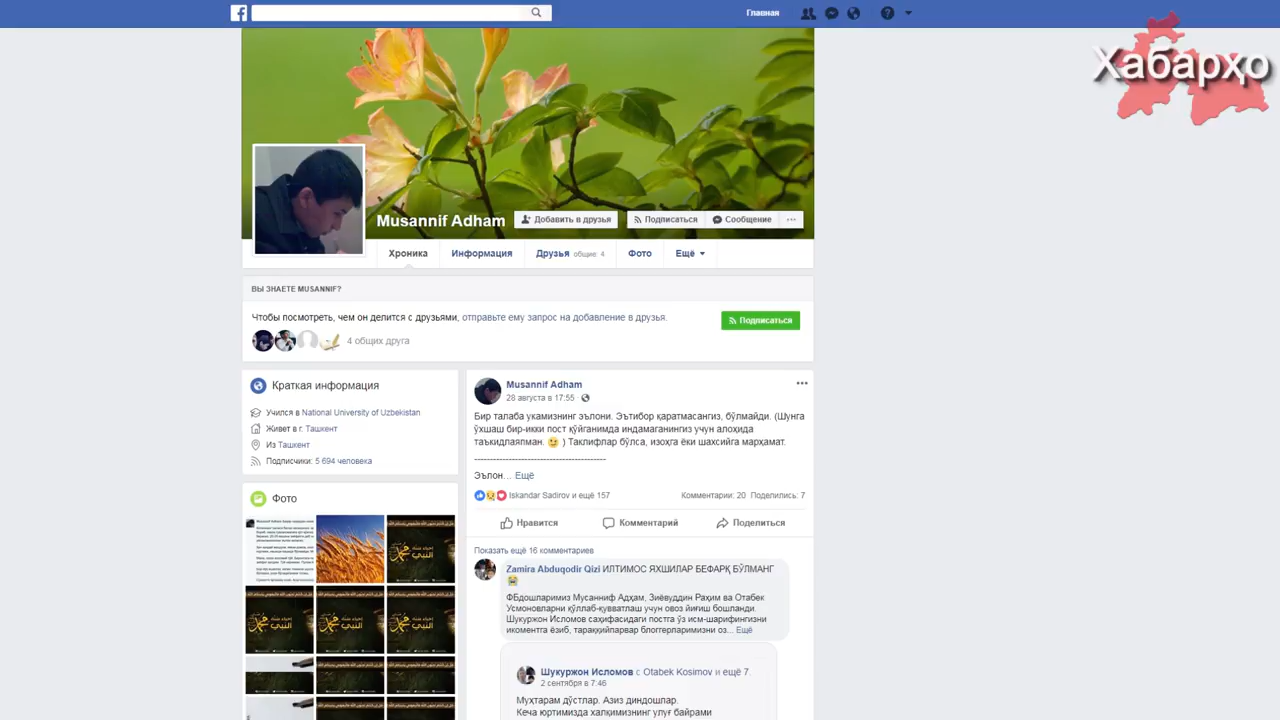 Главная
Хабарҳо
Musannif Adham
Добавить в друзья
Подписаться
Сообщение
Хроника
Информация
Друзья общие: 4
Фото
Ещё
ВЫ ЗНАЕТЕ MUSANNIF?
Чтобы посмотреть, чем он делится с друзьями, отправьте ему запрос на добавление в друзья.
Подписаться
4 общих друга
Краткая информация
Учился в National University of Uzbekistan
Живет в г. Ташкент
Из Ташкент
Подписчики: 5 694 человека
Фото
Musannif Adham
28 августа в 17:55
Бир талаба укамизнинг эълони. Эътибор қаратмасангиз, бўлмайди. (Шунга
ўхшаш бир-икки пост қўйганимда индамаганингиз учун алоҳида
таъкидлаяпман. 😉 ) Таклифлар бўлса, изоҳга ёки шахсийга марҳамат.
------------------------------------------
Эълон... Ещё
Iskandar Sadirov и ещё 157
Комментарии: 20 Поделились: 7
Нравится
Комментарий
Поделиться
Показать ещё 16 комментариев
Zamira Abduqodir Qizi ИЛТИМОС ЯХШИЛАР БЕФАРҚ БЎЛМАНГ
😭
ФБдошларимиз Мусанниф Адҳам, Зиёвуддин Раҳим ва Отабек
Усмоновларни қўллаб-қувватлаш учун овоз йиғиш бошланди.
Шукуржон Исломов саҳифасидаги постга ўз исм-шарифингизни
икоментга ёзиб, тараққийпарвар блоггерларимизни оз... Ещё
Шукуржон Исломов с Otabek Kosimov и ещё 7.
2 сентября в 7:46
Муҳтарам дўстлар. Азиз диндошлар.
Кеча юртимизда халқимизнинг улуғ байрами